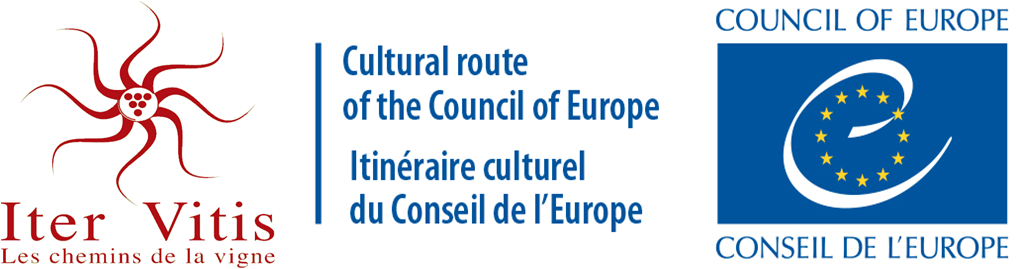 Iter Vitis
Les chemins de la vigne
Cultural route
of the Council of Europe
Itinéraire culturel
du Conseil de l'Europe
COUNCIL OF EUROPE
CONSEIL DE L'EUROPE